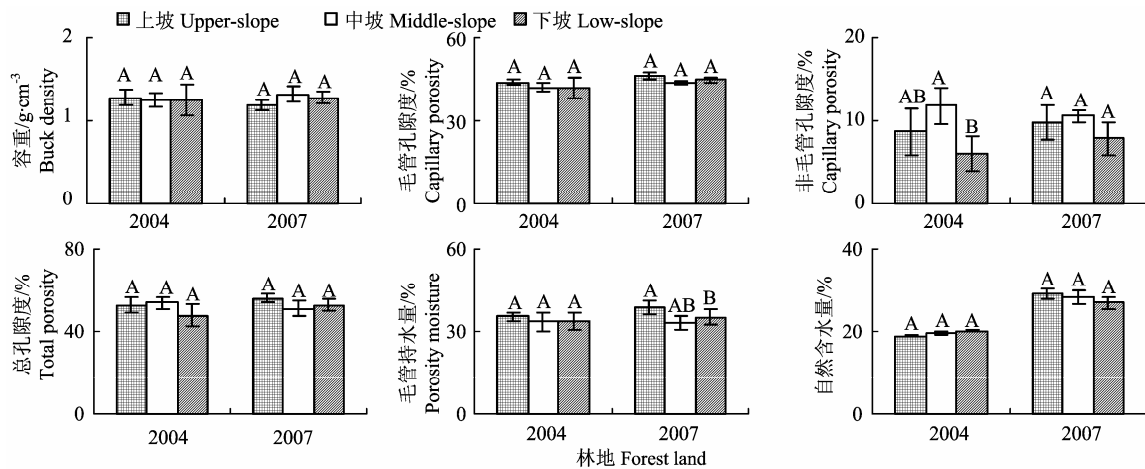 上坡 Upper-slope 中坡 Middle-slope 下坡 Low-slope
容重/g·cm-3
Buck density
2
1
0
A A A A A A
2004 2007
毛管孔隙度/%
Capillary porosity
60
30
0
A A A A A A
2004 2007
非毛管孔隙度/%
Capillary porosity
20
10
0
AB A B A A A
2004 2007
总孔隙度/%
Total porosity
80
40
0
A A A A A A
2004 2007
毛管持水量/%
Porosity moisture
60
30
0
A A A A AB B
2004 2007
自然含水量/%
40
20
0
A A A A A A
2004 2007
林地 Forest land